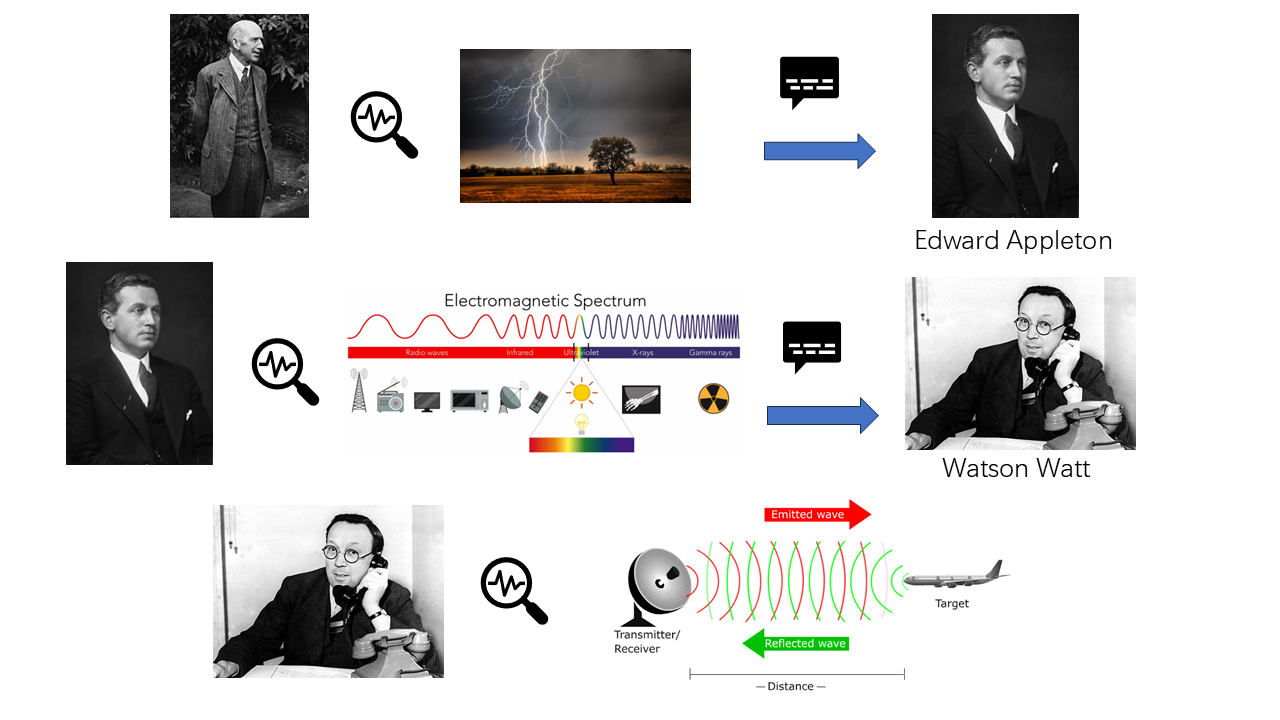 Edward Appleton
Electromagnetic Spectrum
Radio waves
Infrared
Ultraviolet
X-rays
Gamma rays
Watson Watt
Emitted wave
Target
Transmitter/
Receiver
Reflected wave
— Distance —